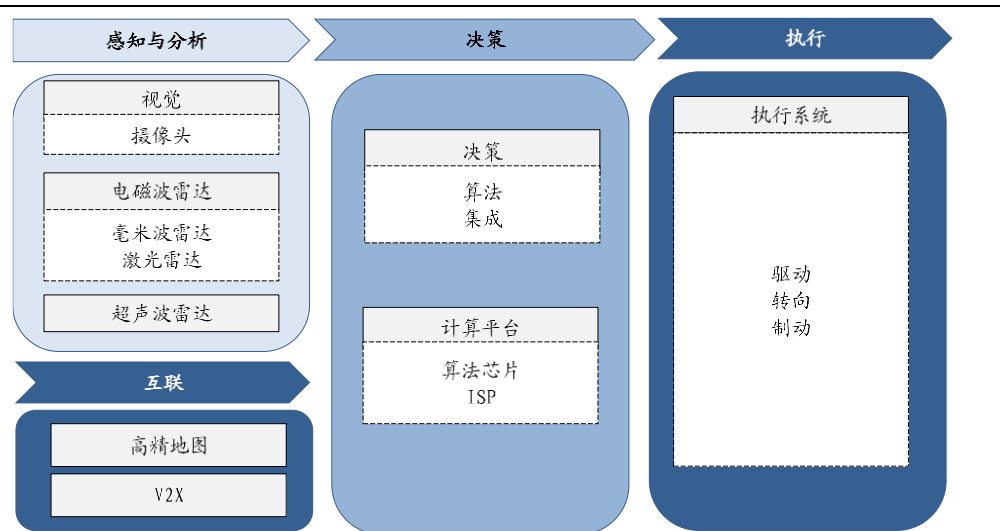 感知与分析
视觉
摄像头
电磁波雷达
毫米波雷达
激光雷达
超声波雷达
互联
高精地图
V2X
决策
决策
算法
集成
计算平台
算法芯片
ISP
执行
执行系统
驱动
转向
制动